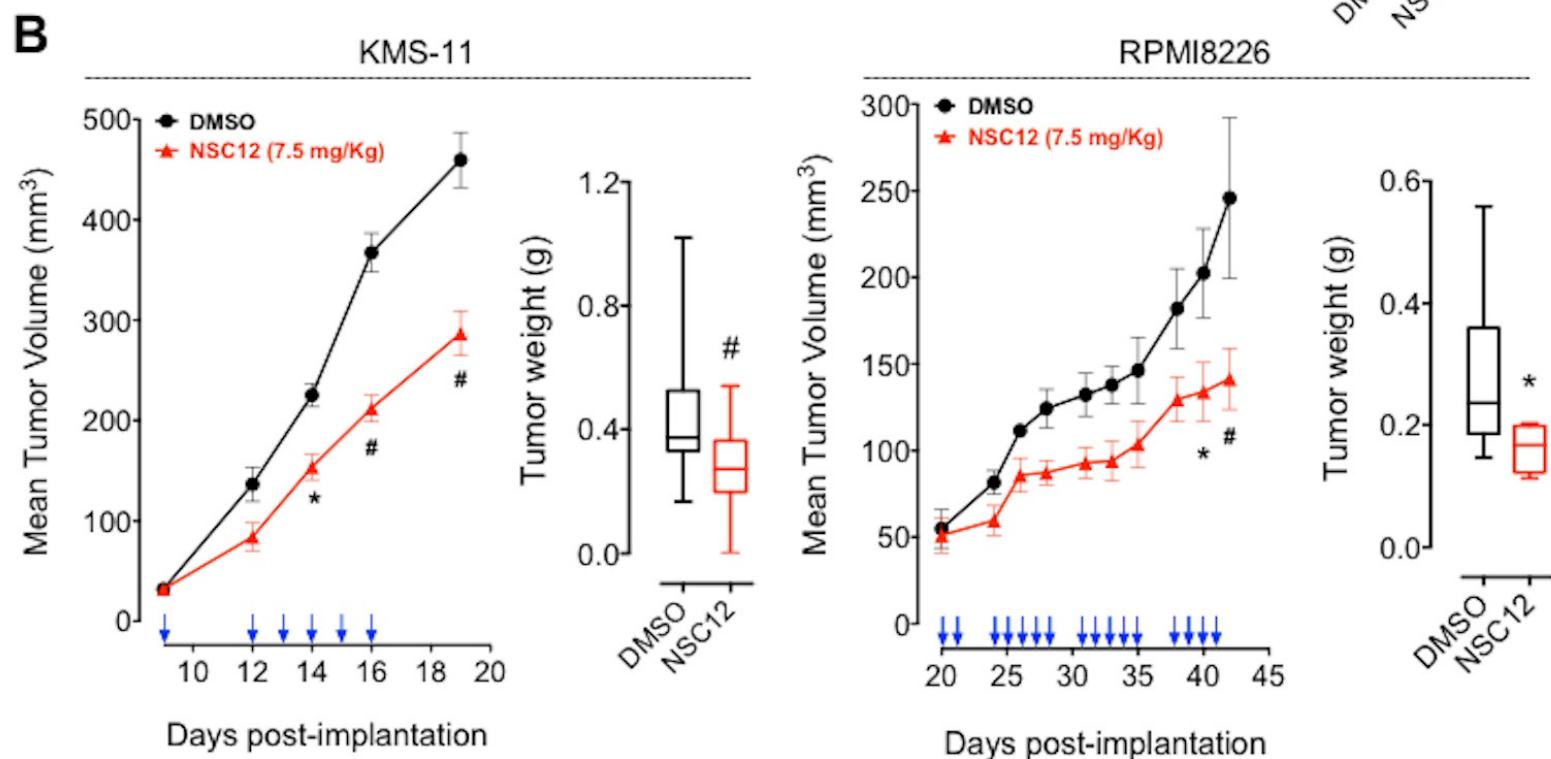 B
DM
NS
KMS-11
DMSO
NSC12 (7.5 mg/Kg)
Mean Tumor Volume (mm³)
500
400
300
200
100
0
*
#
#
10 12 14 16 18 20
Days post-implantation
Tumor weight (g)
1.2
0.8
0.4
0.0
#
DMSO
NSC12
RPMI8226
DMSO
NSC12 (7.5 mg/Kg)
Mean Tumor Volume (mm³)
300
250
200
150
100
50
0
*
#
20 25 30 35 40 45
Days post-implantation
Tumor weight (g)
0.6
0.4
0.2
0.0
*
DMSO
NSC12